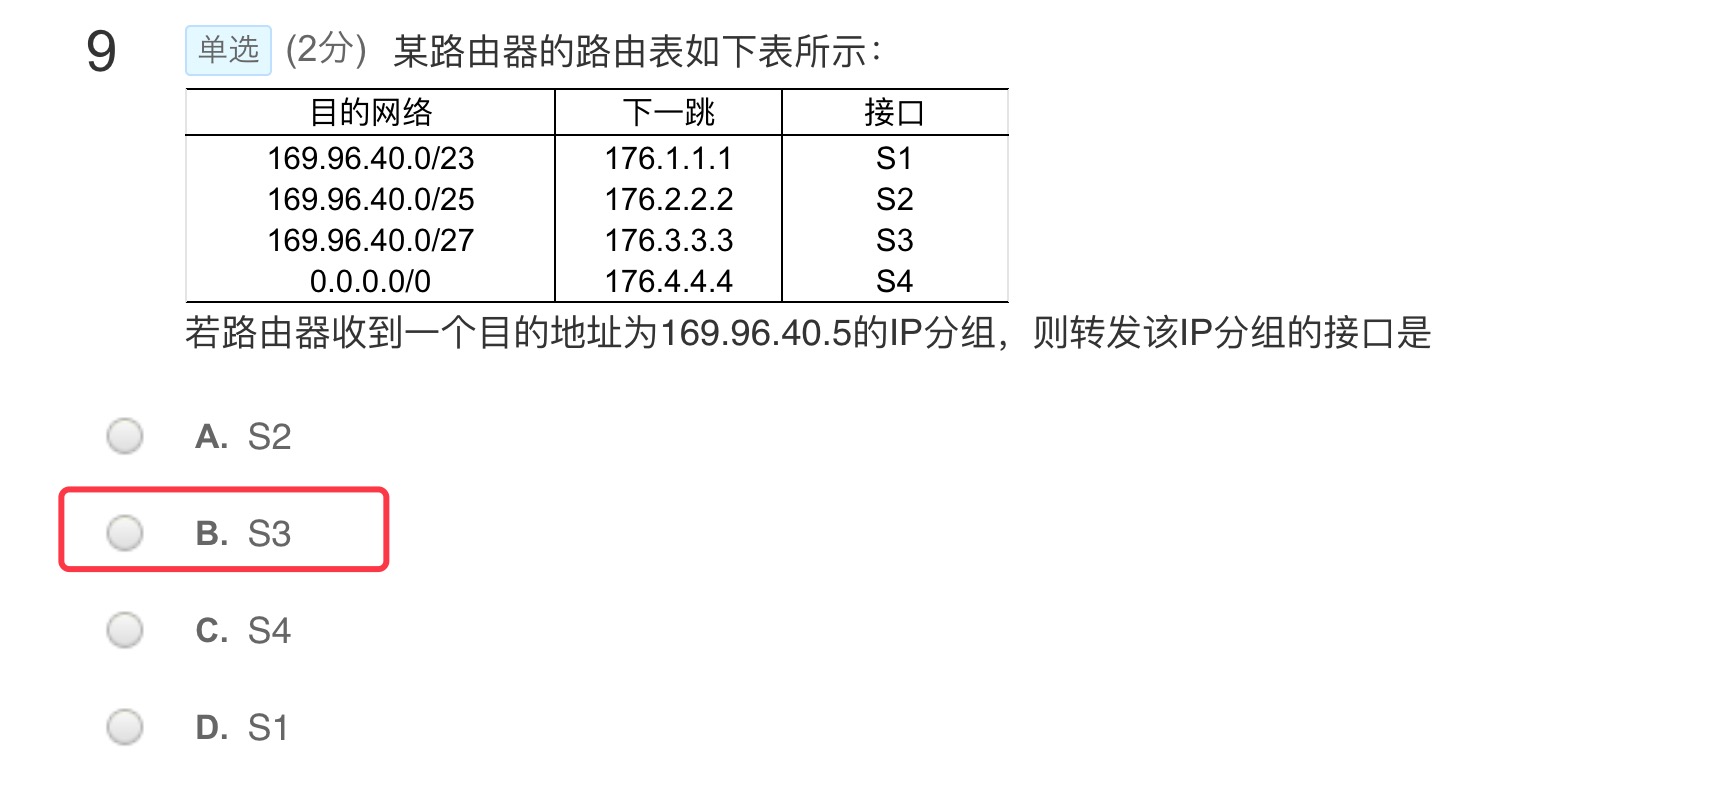 9 单选 (2分) 某路由器的路由表如下表所示：
目的网络 下一跳 接口
169.96.40.0/23 176.1.1.1 S1
169.96.40.0/25 176.2.2.2 S2
169.96.40.0/27 176.3.3.3 S3
0.0.0.0/0 176.4.4.4 S4
若路由器收到一个目的地址为169.96.40.5的IP分组，则转发该IP分组的接口是
A. S2
B. S3
C. S4
D. S1